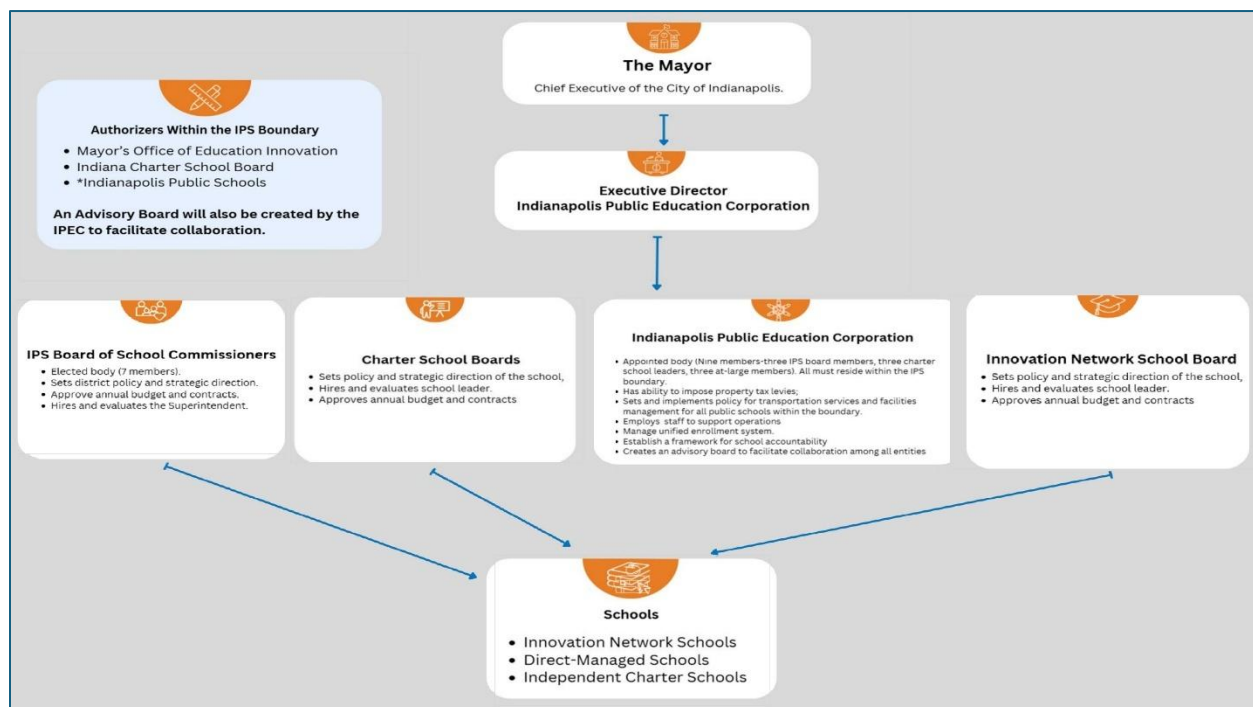 The Mayor
Chief Executive of the City of Indianapolis.
Authorizers Within the IPS Boundary
• Mayor's Office of Education Innovation
• Indiana Charter School Board
• *Indianapolis Public Schools
An Advisory Board will also be created by the
IPEC to facilitate collaboration.
Executive Director
Indianapolis Public Education Corporation
IPS Board of School Commissioners
• Elected body (7 members).
• Sets district policy and strategic direction.
• Approve annual budget and contracts.
• Hires and evaluates the Superintendent.
Charter School Boards
• Sets policy and strategic direction of the school,
• Hires and evaluates school leader.
• Approves annual budget and contracts
Indianapolis Public Education Corporation
• Appointed body (Nine members-three IPS board members, three charter
school leaders, three at-large members). All must reside within the IPS
boundary.
• Has ability to impose property tax levies;
• Sets and implements policy for transportation services and facilities
management for all public schools within the boundary.
• Employs staff to support operations
• Manage unified enrollment system.
• Establish a framework for school accountability
• Creates an advisory board to facilitate collaboration among all entities
Innovation Network School Board
• Sets policy and strategic direction of the school,
• Hires and evaluates school leader.
• Approves annual budget and contracts
Schools
• Innovation Network Schools
• Direct-Managed Schools
• Independent Charter Schools